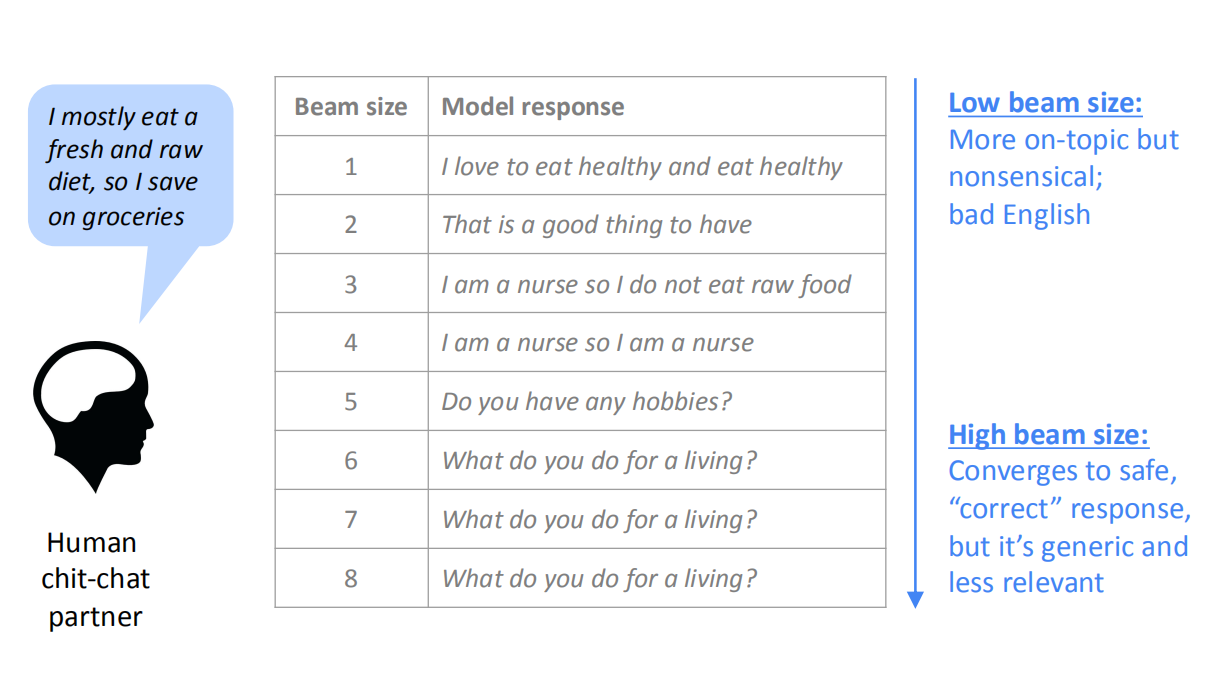 I mostly eat a
fresh and raw
diet, so I save
on groceries
Human
chit-chat
partner
Beam size Model response
1 I love to eat healthy and eat healthy
2 That is a good thing to have
3 I am a nurse so I do not eat raw food
4 I am a nurse so I am a nurse
5 Do you have any hobbies?
6 What do you do for a living?
7 What do you do for a living?
8 What do you do for a living?
Low beam size:
More on-topic but
nonsensical;
bad English
High beam size:
Converges to safe,
“correct” response,
but it’s generic and
less relevant